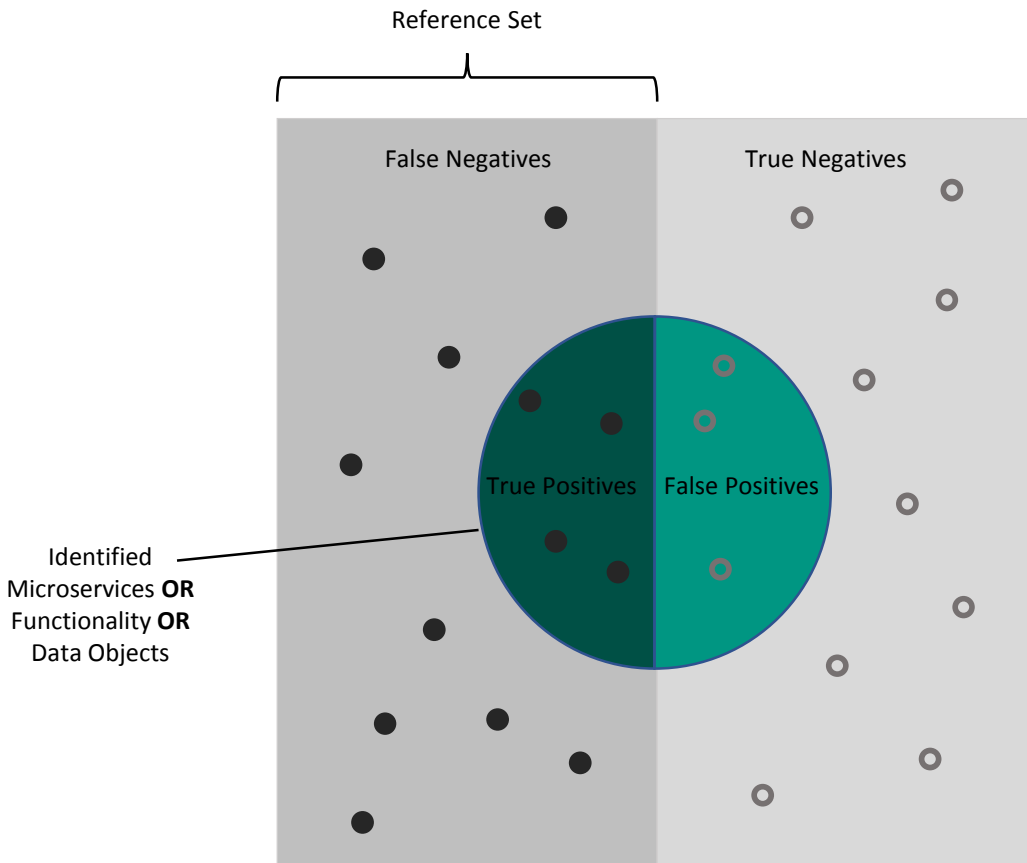 Reference Set
False Negatives
True Negatives
True Positives
False Positives
Identified
Microservices OR
Functionality OR
Data Objects